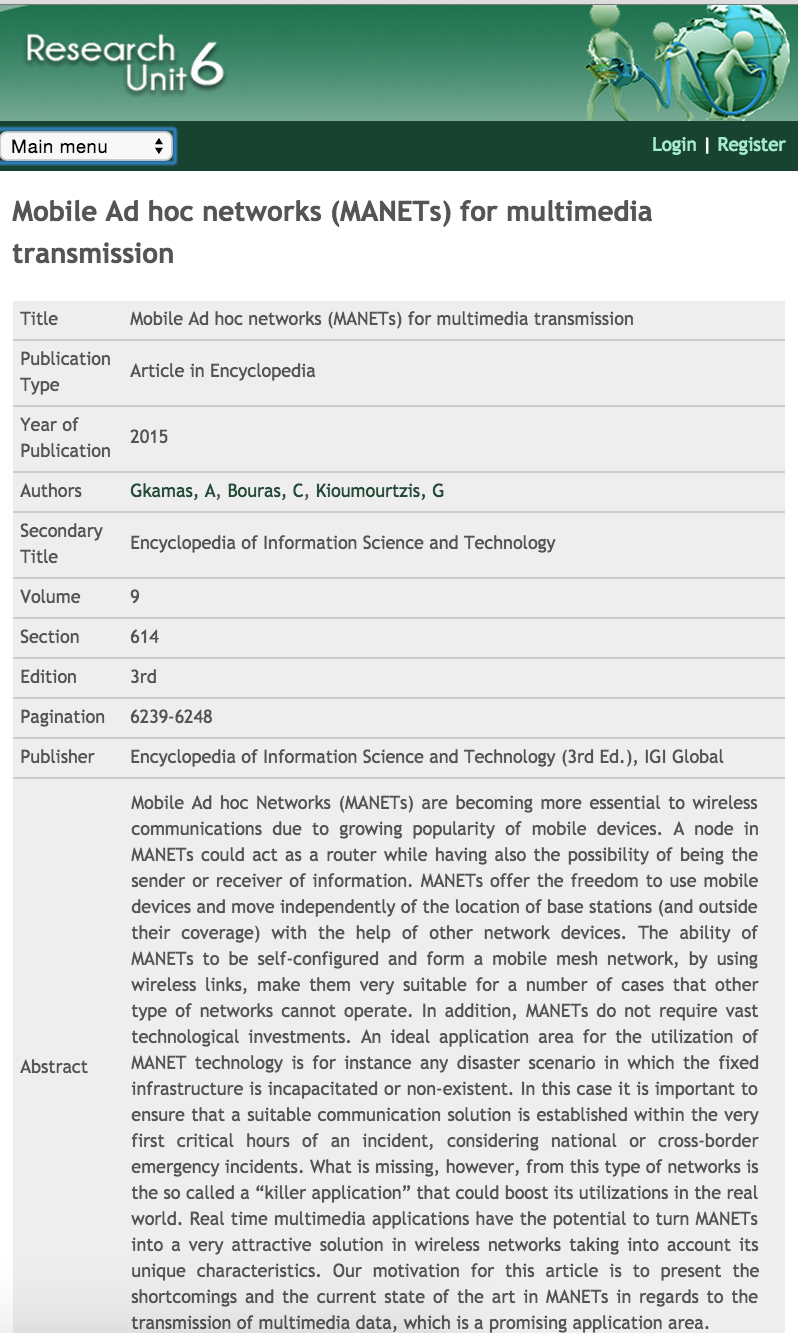 Research
Unit 6
Main menu
Login | Register
Mobile Ad hoc networks (MANETs) for multimedia
transmission
Title
Mobile Ad hoc networks (MANETs) for multimedia transmission
Publication
Type
Article in Encyclopedia
Year of
Publication
2015
Authors
Gkamas, A, Bouras, C, Kioumourtzis, G
Secondary
Title
Encyclopedia of Information Science and Technology
Volume
9
Section
614
Edition
3rd
Pagination
6239-6248
Publisher
Encyclopedia of Information Science and Technology (3rd Ed.), IGI Global
Abstract
Mobile Ad hoc Networks (MANETs) are becoming more essential to wireless
communications due to growing popularity of mobile devices. A node in
MANETs could act as a router while having also the possibility of being the
sender or receiver of information. MANETs offer the freedom to use mobile
devices and move independently of the location of base stations (and outside
their coverage) with the help of other network devices. The ability of
MANETs to be self-configured and form a mobile mesh network, by using
wireless links, make them very suitable for a number of cases that other
type of networks cannot operate. In addition, MANETs do not require vast
technological investments. An ideal application area for the utilization of
MANET technology is for instance any disaster scenario in which the fixed
infrastructure is incapacitated or non-existent. In this case it is important to
ensure that a suitable communication solution is established within the very
first critical hours of an incident, considering national or cross-border
emergency incidents. What is missing, however, from this type of networks is
the so called a “killer application” that could boost its utilizations in the real
world. Real time multimedia applications have the potential to turn MANETs
into a very attractive solution in wireless networks taking into account its
unique characteristics. Our motivation for this article is to present the
shortcomings and the current state of the art in MANETs in regards to the
transmission of multimedia data, which is a promising application area.